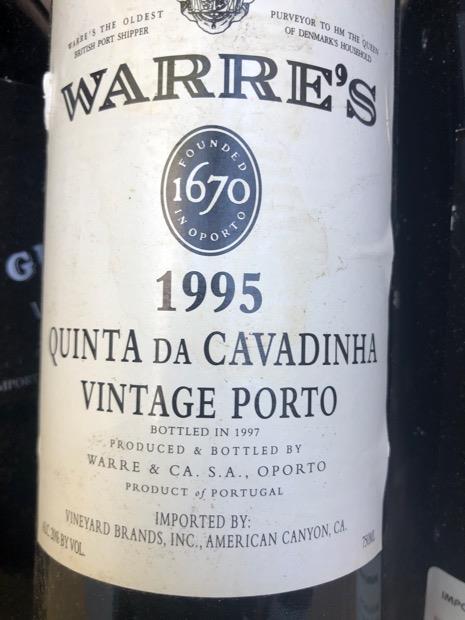 WARRE'S THE OLDEST
BRITISH PORT SHIPPER
PURVEYOR TO HM THE QUEEN
OF DENMARK'S HOUSEHOLD
WARRE'S
FOUNDED
1670
IN OPORTO
1995
QUINTA DA CAVADINHA
VINTAGE PORTO
BOTTLED IN 1997
PRODUCED & BOTTLED BY
WARRE & CA. S.A., OPORTO
PRODUCT of PORTUGAL
IMPORTED BY:
VINEYARD BRANDS, INC., AMERICAN CANYON, CA.
ALC. 20% BY VOL.
750ML